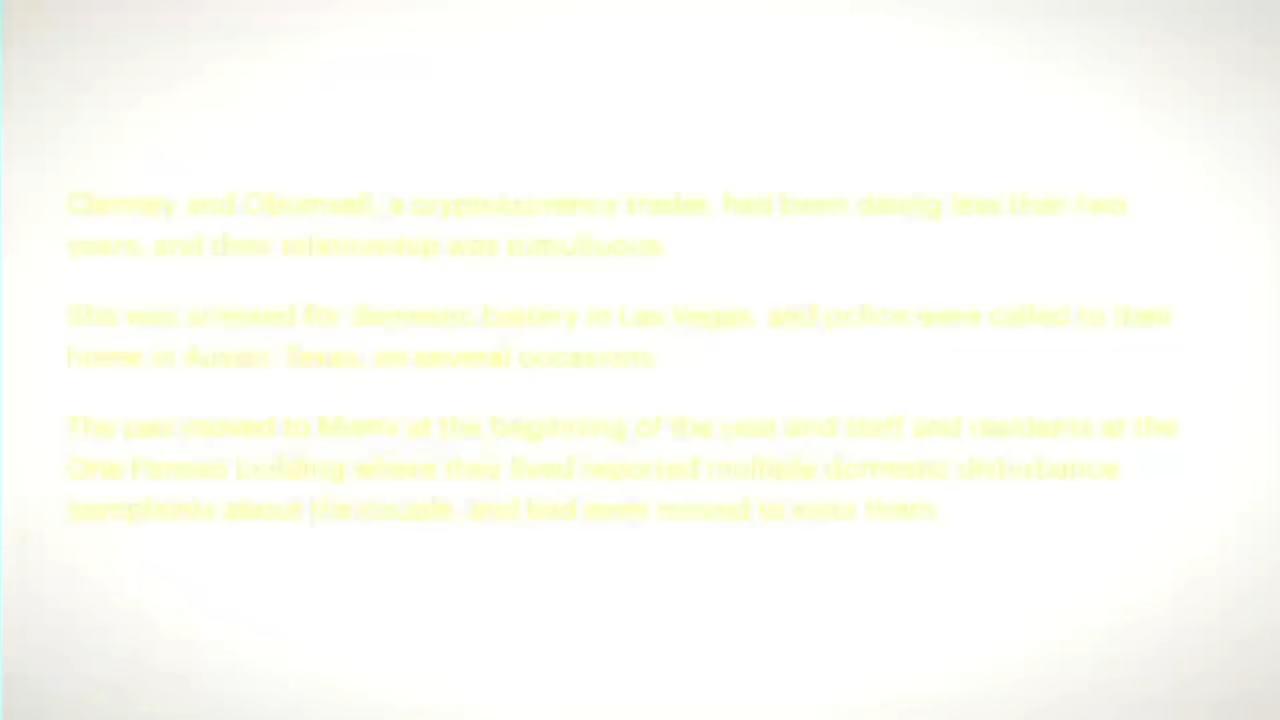 Clenney and Obumseli, a cryptocurrency trader, had been dating less than two
years, and their relationship was tumultuous.
She was arrested for domestic battery in Las Vegas, and police were called to their
home in Austin, Texas, on several occasions.
The pair moved to Miami at the beginning of the year and staff and residents at the
One Paraiso building where they lived reported multiple domestic disturbance
complaints about the couple, and had even moved to evict them.